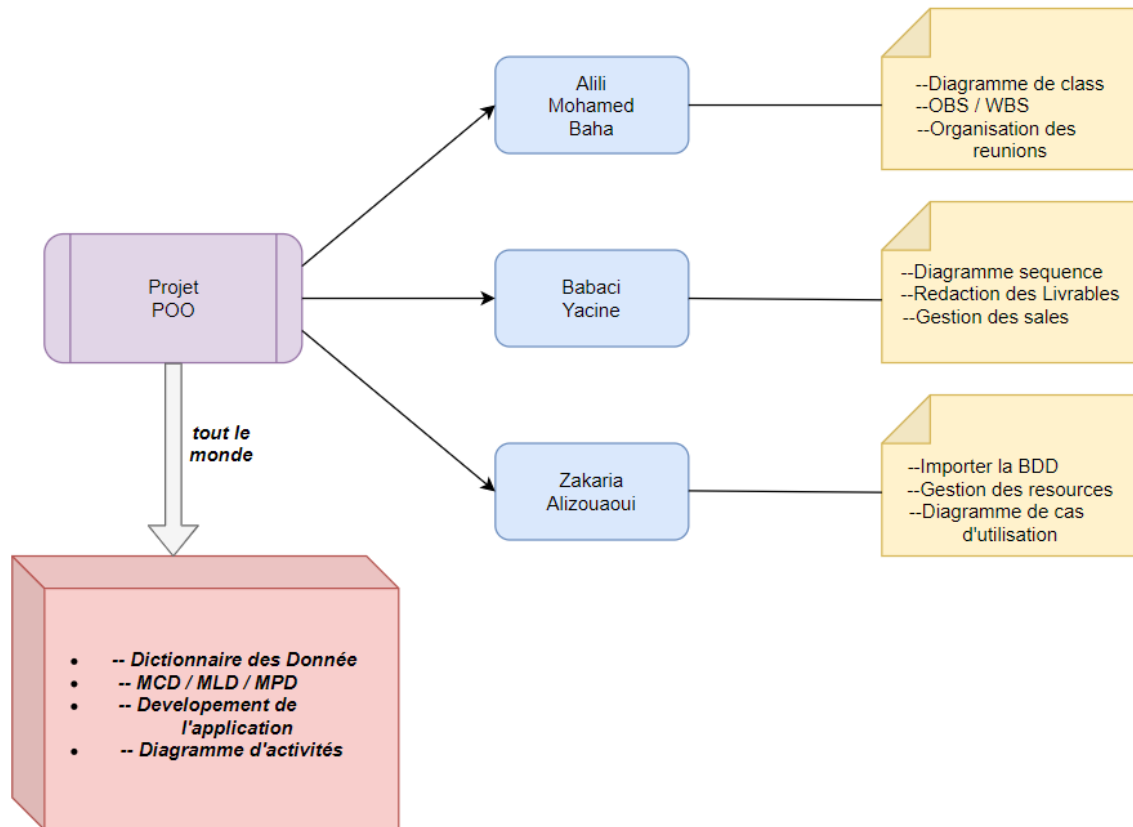 Projet
POO
tout le
monde
Alili
Mohamed
Baha
--Diagramme de class
--OBS / WBS
--Organisation des
reunions
Babaci
Yacine
--Diagramme sequence
--Redaction des Livrables
--Gestion des sales
Zakaria
Alizouaoui
--Importer la BDD
--Gestion des resources
--Diagramme de cas
d'utilisation
• -- Dictionnaire des Donnée
• -- MCD / MLD / MPD
• -- Developement de
l'application
• -- Diagramme d'activités